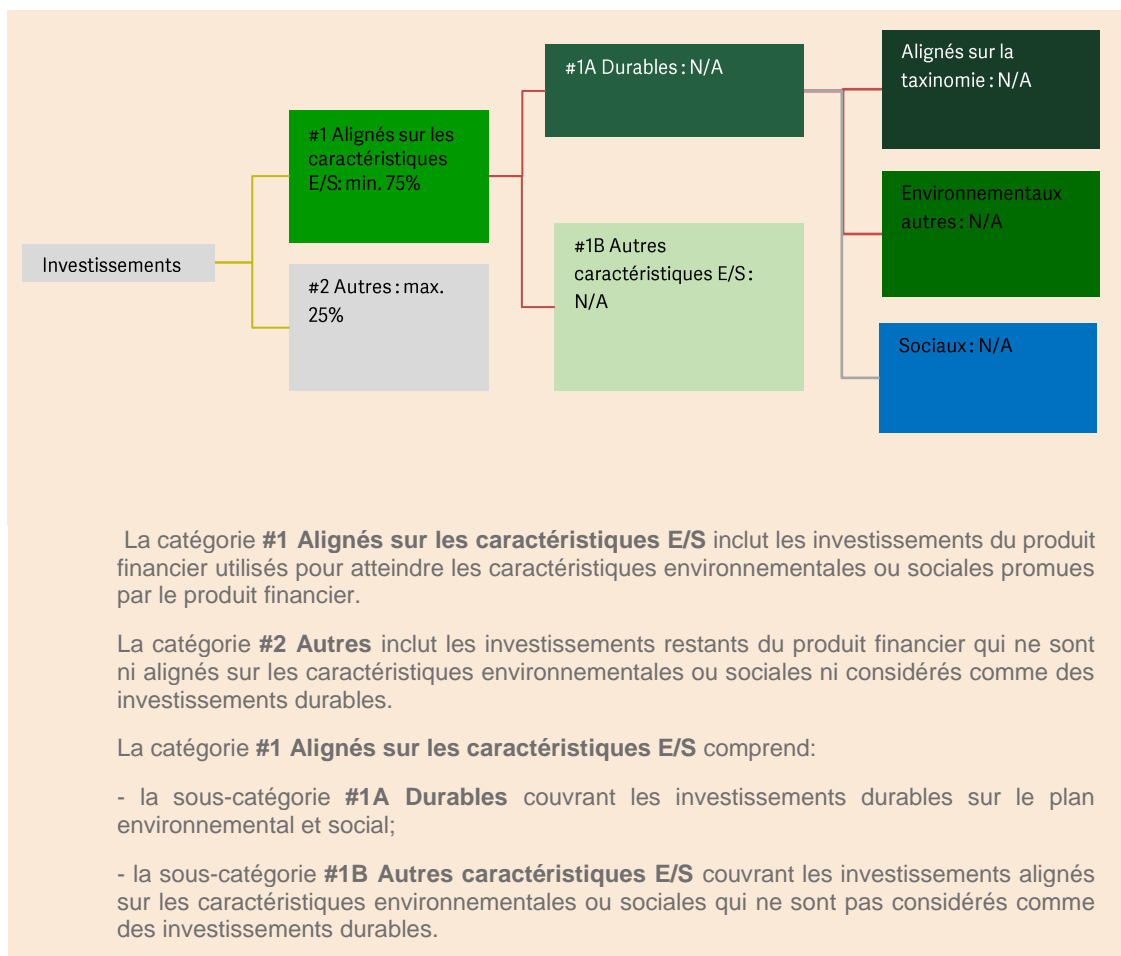 Investissements
#1 Alignés sur les
caractéristiques
E/S: min. 75%
#2 Autres : max.
25%
#1A Durables : N/A
#1B Autres
caractéristiques E/S :
N/A
Alignés sur la
taxinomie : N/A
Environnementaux
autres : N/A
Sociaux : N/A
La catégorie #1 Alignés sur les caractéristiques E/S inclut les investissements du produit
financier utilisés pour atteindre les caractéristiques environnementales ou sociales promues
par le produit financier.
La catégorie #2 Autres inclut les investissements restants du produit financier qui ne sont
ni alignés sur les caractéristiques environnementales ou sociales ni considérés comme des
investissements durables.
La catégorie #1 Alignés sur les caractéristiques E/S comprend:
- la sous-catégorie #1A Durables couvrant les investissements durables sur le plan
environnemental et social;
- la sous-catégorie #1B Autres caractéristiques E/S couvrant les investissements alignés
sur les caractéristiques environnementales ou sociales qui ne sont pas considérés comme
des investissements durables.